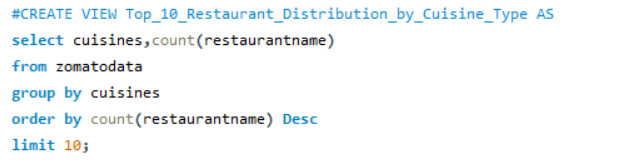 #CREATE VIEW Top_10_Restaurant_Distribution_by_Cuisine_Type AS
select cuisines,count(restaurantname)
from zomatodata
group by cuisines
order by count(restaurantname) Desc
limit 10;